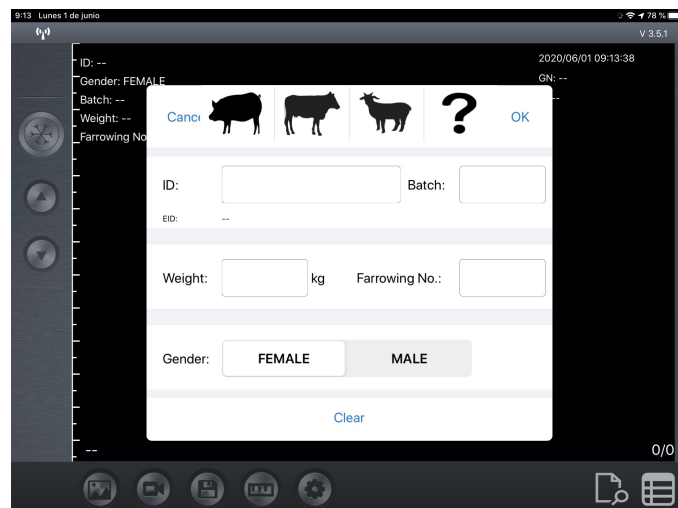 9:13 Lunes 1 de junio
78 %
V 3.5.1
ID: --
2020/06/01 09:13:38
Gender: FEMALE
GN: --
Batch: --
--
Weight: --
Farrowing No
Cance
?
OK
ID:
Batch:
EID: --
Weight:
kg
Farrowing No.:
Gender:
FEMALE
MALE
Clear
--
0/0